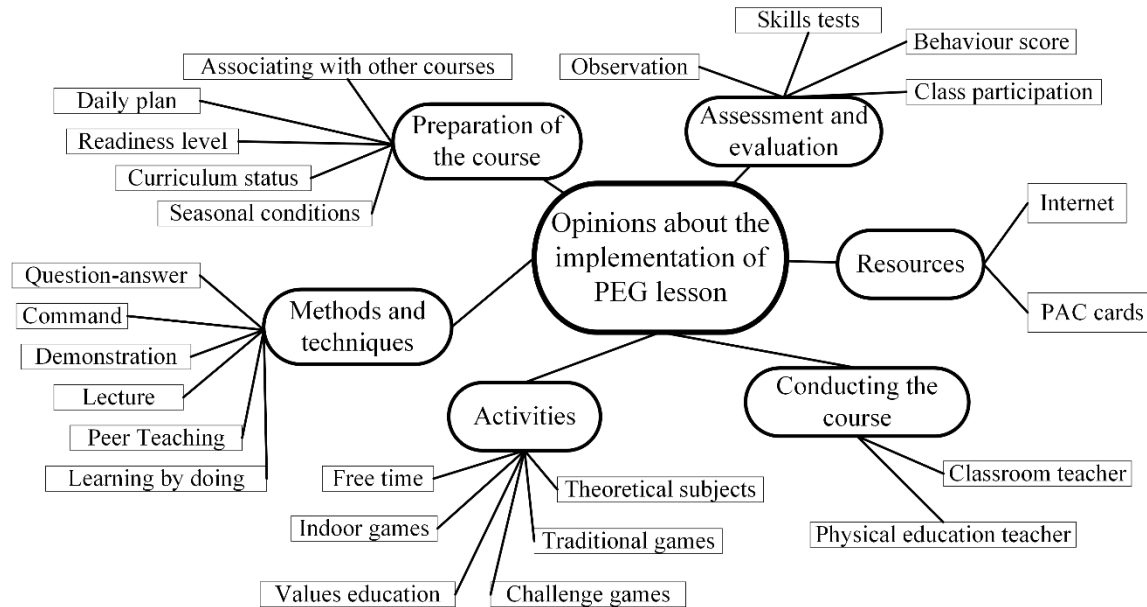 Skills tests
Behaviour score
Observation
Class participation
Assessment and
evaluation
Associating with other courses
Daily plan
Readiness level
Curriculum status
Seasonal conditions
Preparation of
the course
Opinions about the
implementation of
PEG lesson
Internet
Resources
PAC cards
Question-answer
Command
Demonstration
Lecture
Peer Teaching
Learning by doing
Methods and
techniques
Activities
Free time
Theoretical subjects
Indoor games
Traditional games
Values education
Challenge games
Conducting the
course
Classroom teacher
Physical education teacher